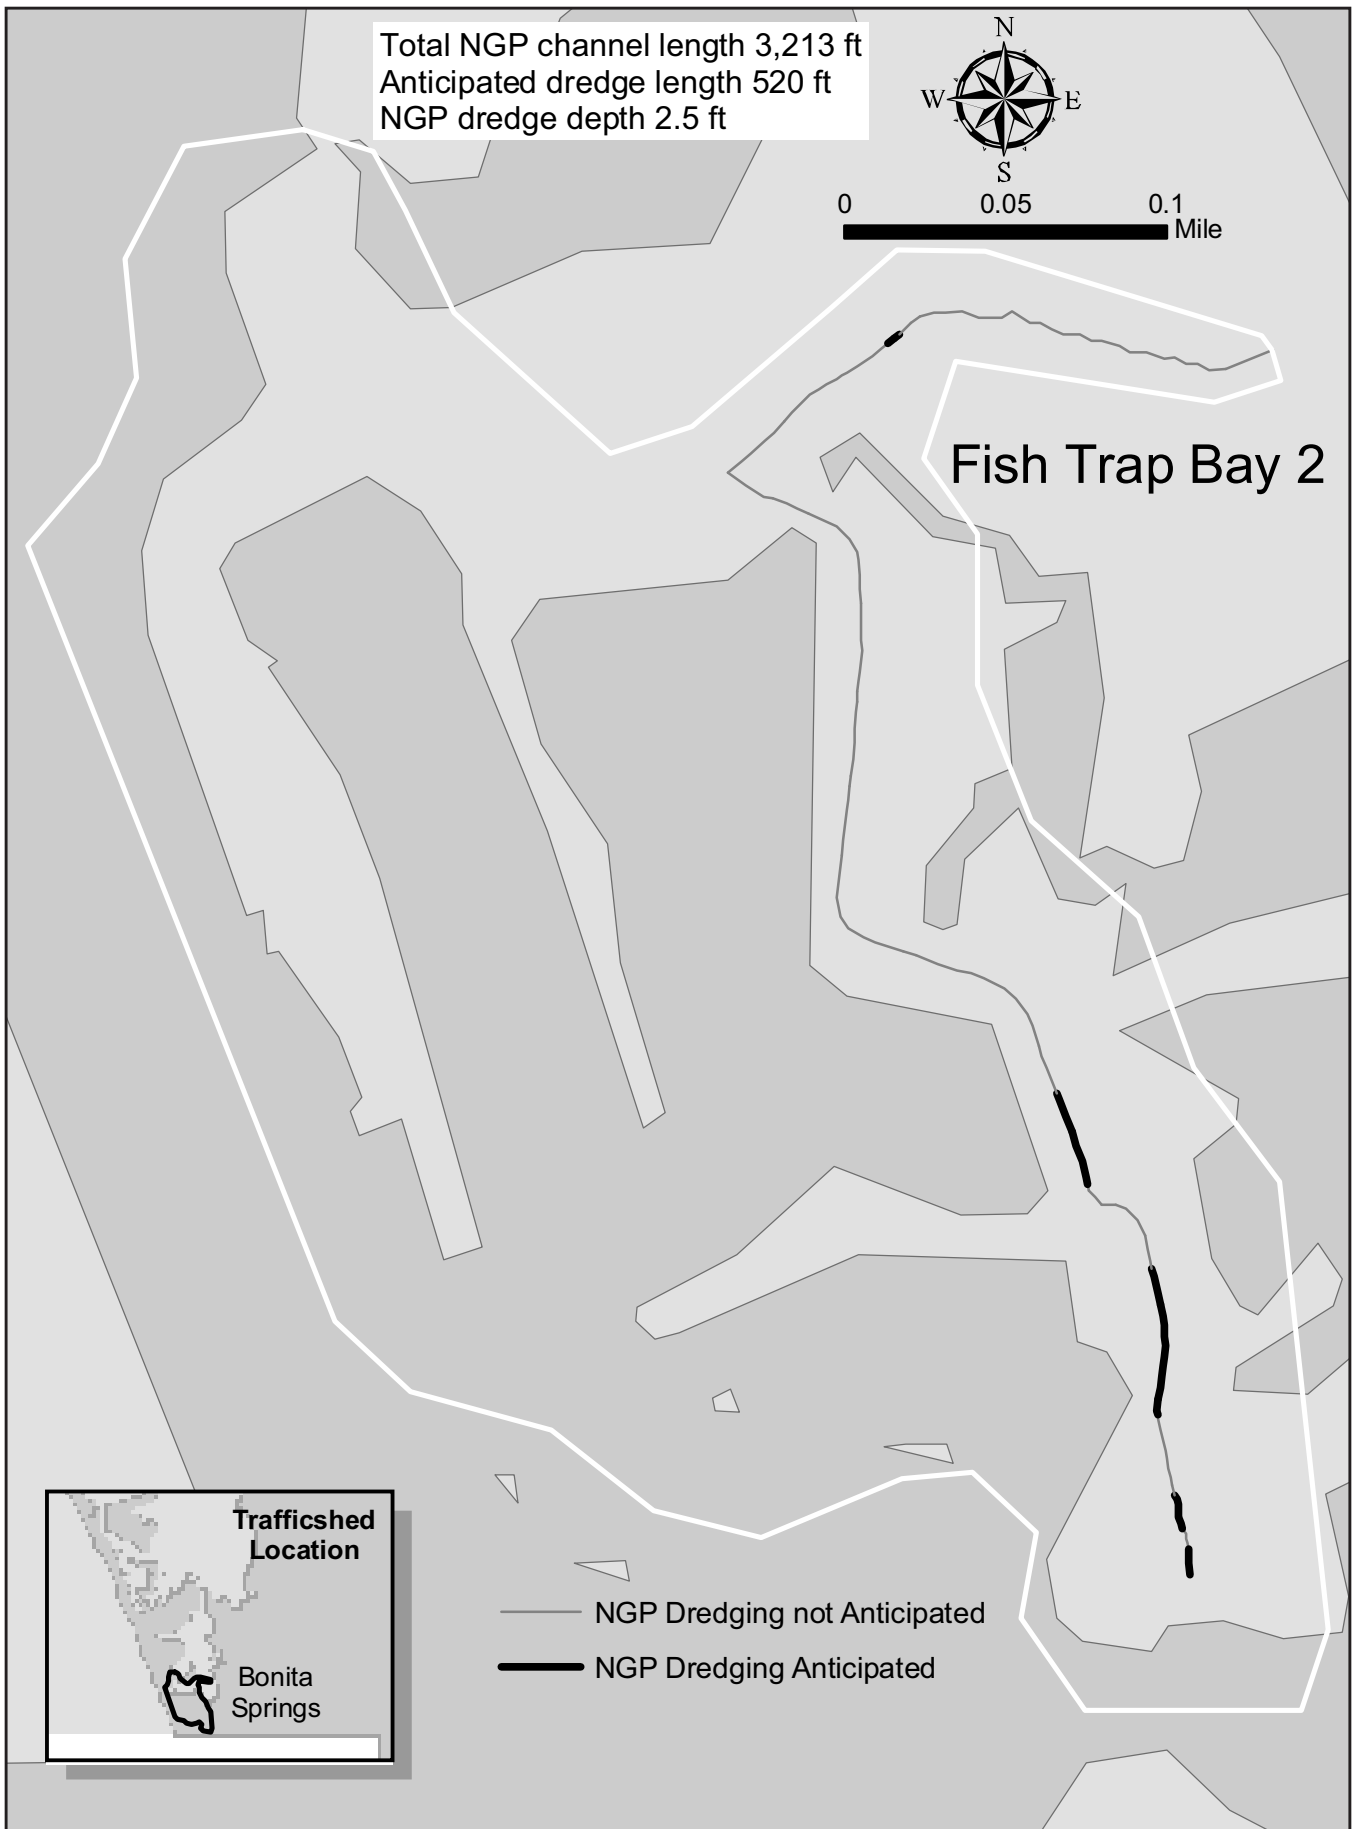 Total NGP channel length 3,213 ft
Anticipated dredge length 520 ft
NGP dredge depth 2.5 ft
N
W
E
S
0
0.05
0.1
Mile
Fish Trap Bay 2
Trafficshed
Location
Bonita
Springs
NGP Dredging not Anticipated
NGP Dredging Anticipated